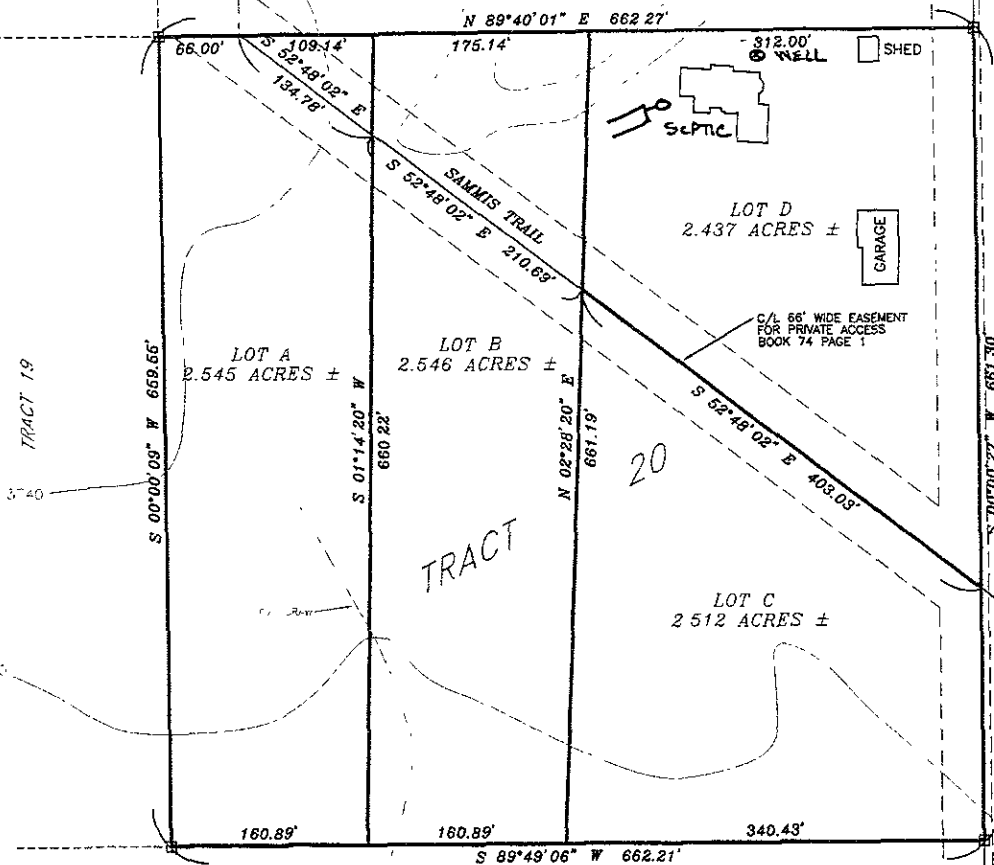 N 89°40'01" E 662 27'
66.00'
109.14'
175.14'
312.00'
WELL
SHED
S 52°48'02" E
134.78'
SEPTIC
SAMMIS TRAIL
S 52°48'02" E 210.69'
LOT D
2.437 ACRES ±
GARAGE
C/L 66' WIDE EASEMENT
FOR PRIVATE ACCESS
BOOK 74 PAGE 1
LOT A
2.545 ACRES ±
LOT B
2.546 ACRES ±
TRACT 19
S 00°00'09" W 659.56'
S 01°14'20" W
660 22'
N 02°28'20" E
661.19'
S 52°48'02" E 403.03'
TRACT 20
LOT C
2 512 ACRES ±
160.89'
160.89'
340.43'
S 89°49'06" W 662.21'